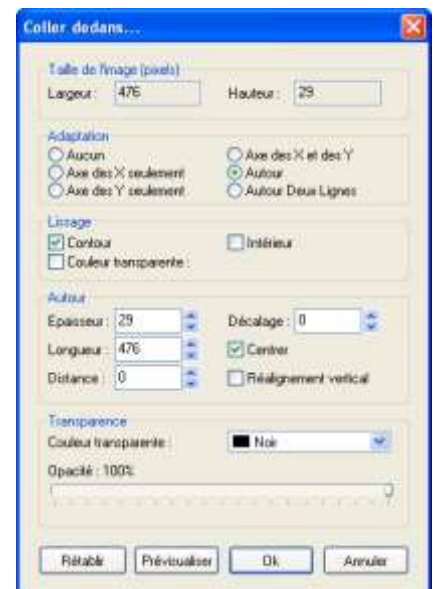 Coller dedans...
Taille de l'image (pixels)
Largeur : 476 Hauteur : 29
Adaptation
Aucun Axe des X et des Y
Axe des X seulement Autour
Axe des Y seulement Autour Deux Lignes
Lissage
Contour Intérieur
Couleur transparente :
Autour
Epaisseur : 29 Décalage : 0
Longueur : 476 Centrer
Distance : 0 Réalignement vertical
Transparence
Couleur transparente : Noir
Opacité : 100%
Rétablir Prévisualiser Ok Annuler